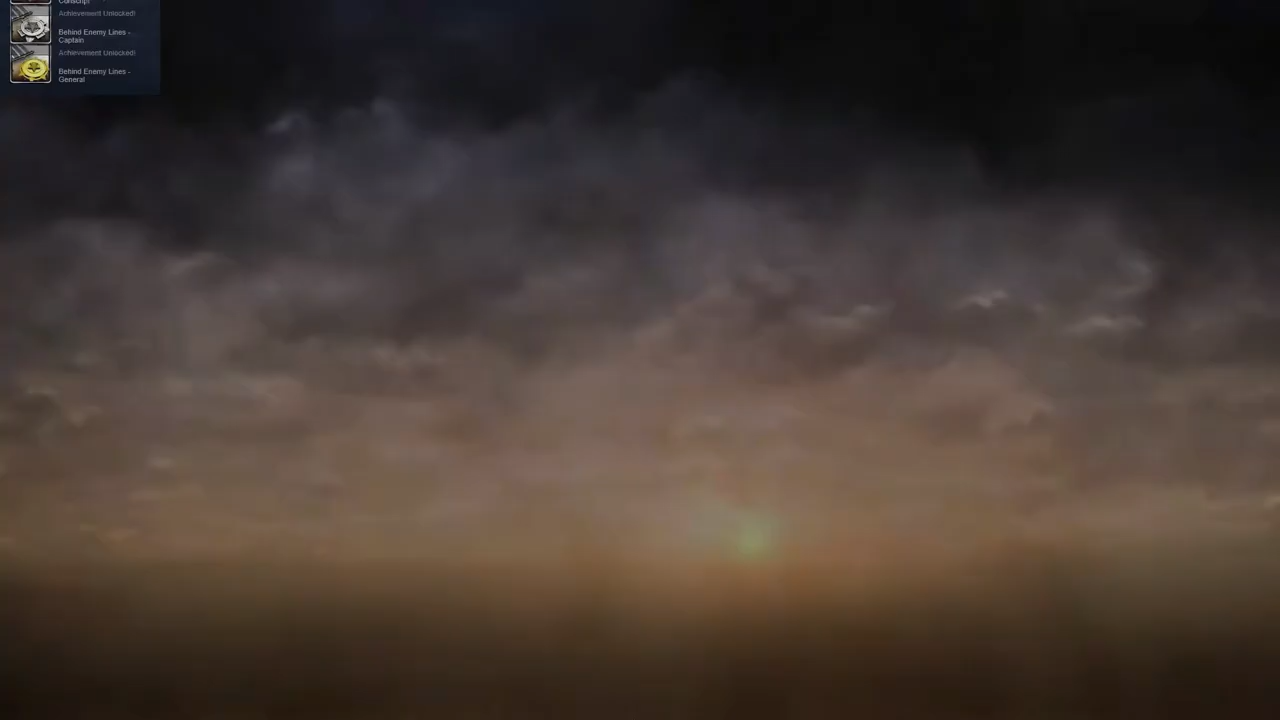 Conscript
Achievement Unlocked!
Behind Enemy Lines -
Captain
Achievement Unlocked!
Behind Enemy Lines -
General